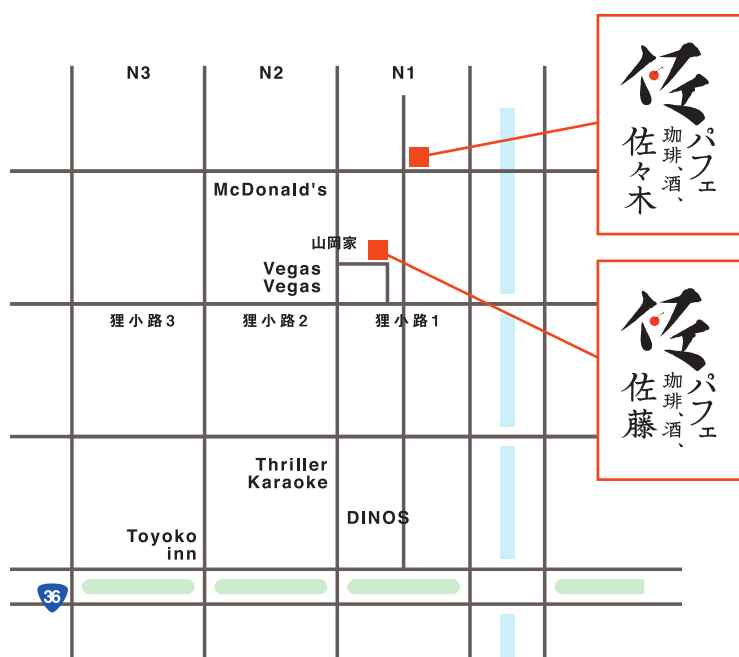 N3
N2
N1
McDonald's
山岡家
Vegas
Vegas
狸小路3
狸小路2
狸小路1
Thriller
Karaoke
DINOS
Toyoko
inn
36
佐
パフェ
珈琲、酒、
佐々木
佐
パフェ
珈琲、酒、
佐藤